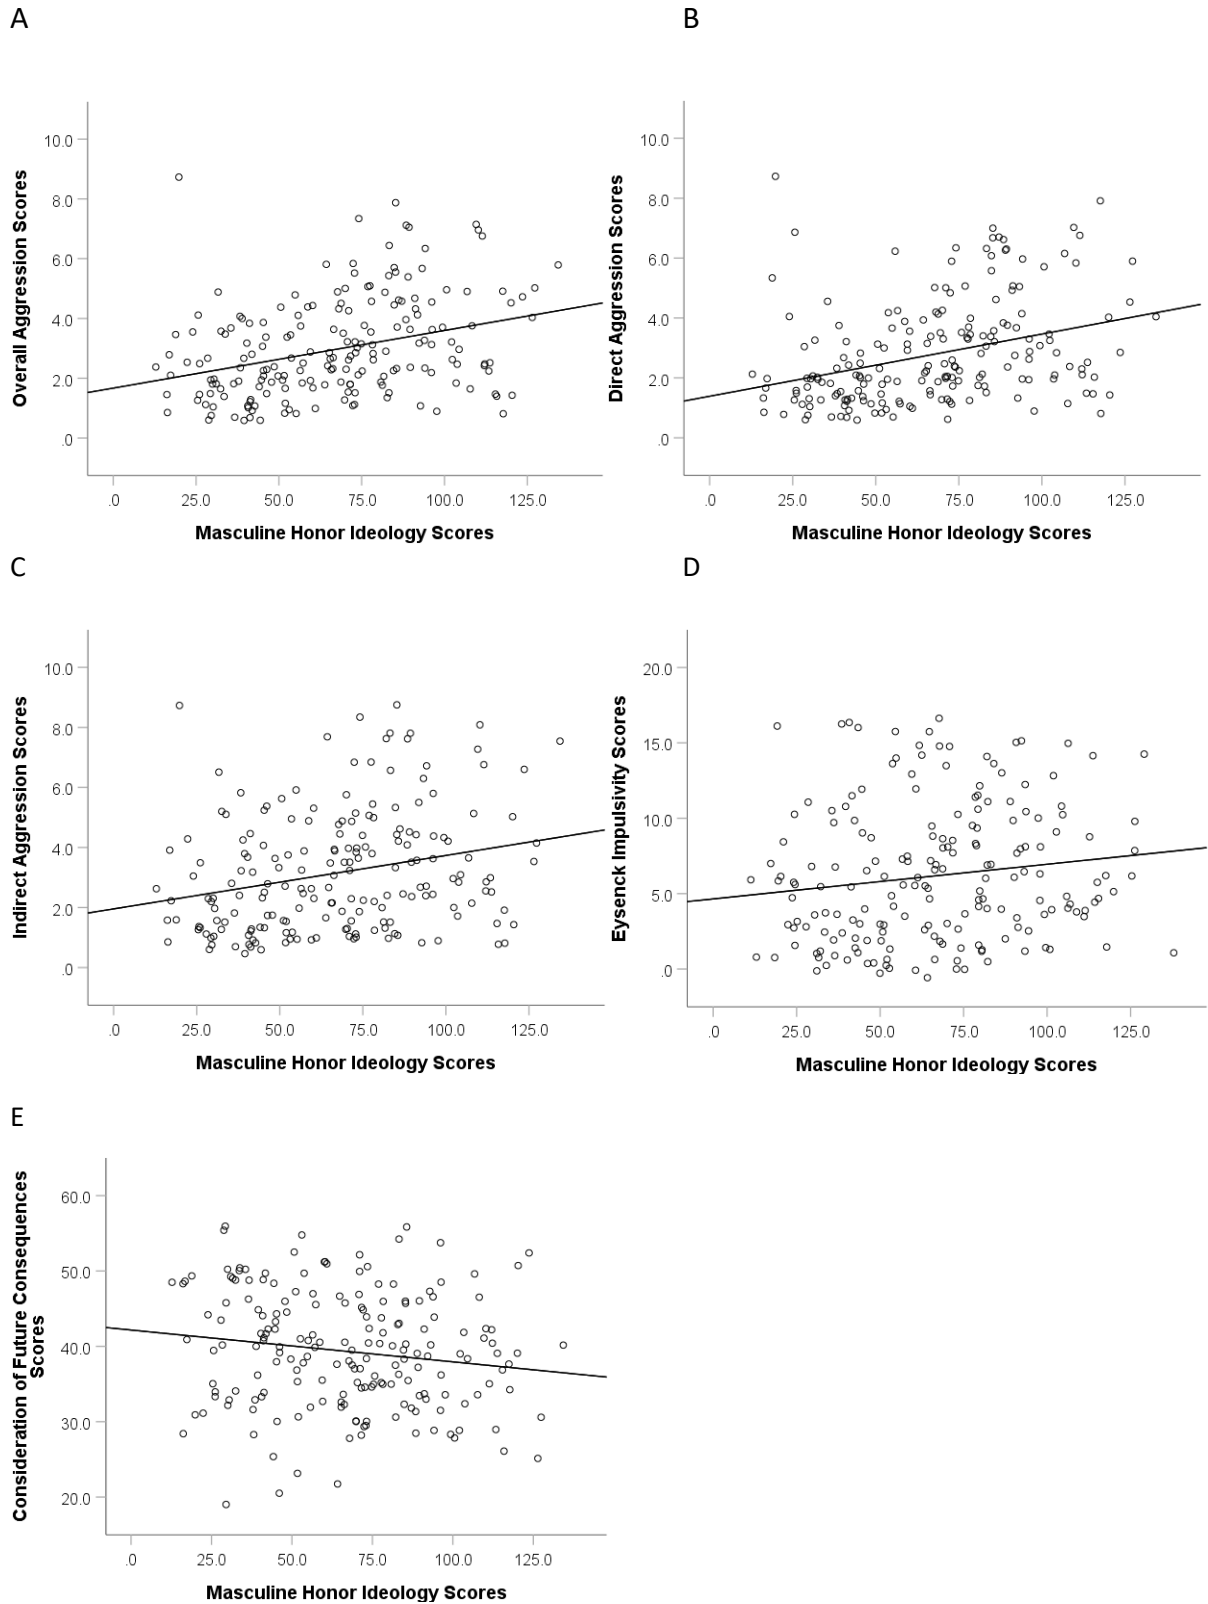 A
B
10.0
8.0
6.0
4.0
2.0
.0
Overall Aggression Scores
.0 25.0 50.0 75.0 100.0 125.0
Masculine Honor Ideology Scores
10.0
8.0
6.0
4.0
2.0
.0
Direct Aggression Scores
.0 25.0 50.0 75.0 100.0 125.0
Masculine Honor Ideology Scores
C
D
10.0
8.0
6.0
4.0
2.0
.0
Indirect Aggression Scores
.0 25.0 50.0 75.0 100.0 125.0
Masculine Honor Ideology Scores
20.0
15.0
10.0
5.0
.0
Eysenck Impulsivity Scores
.0 25.0 50.0 75.0 100.0 125.0
Masculine Honor Ideology Scores
E
60.0
50.0
40.0
30.0
20.0
Consideration of Future Consequences
Scores
.0 25.0 50.0 75.0 100.0 125.0
Masculine Honor Ideology Scores